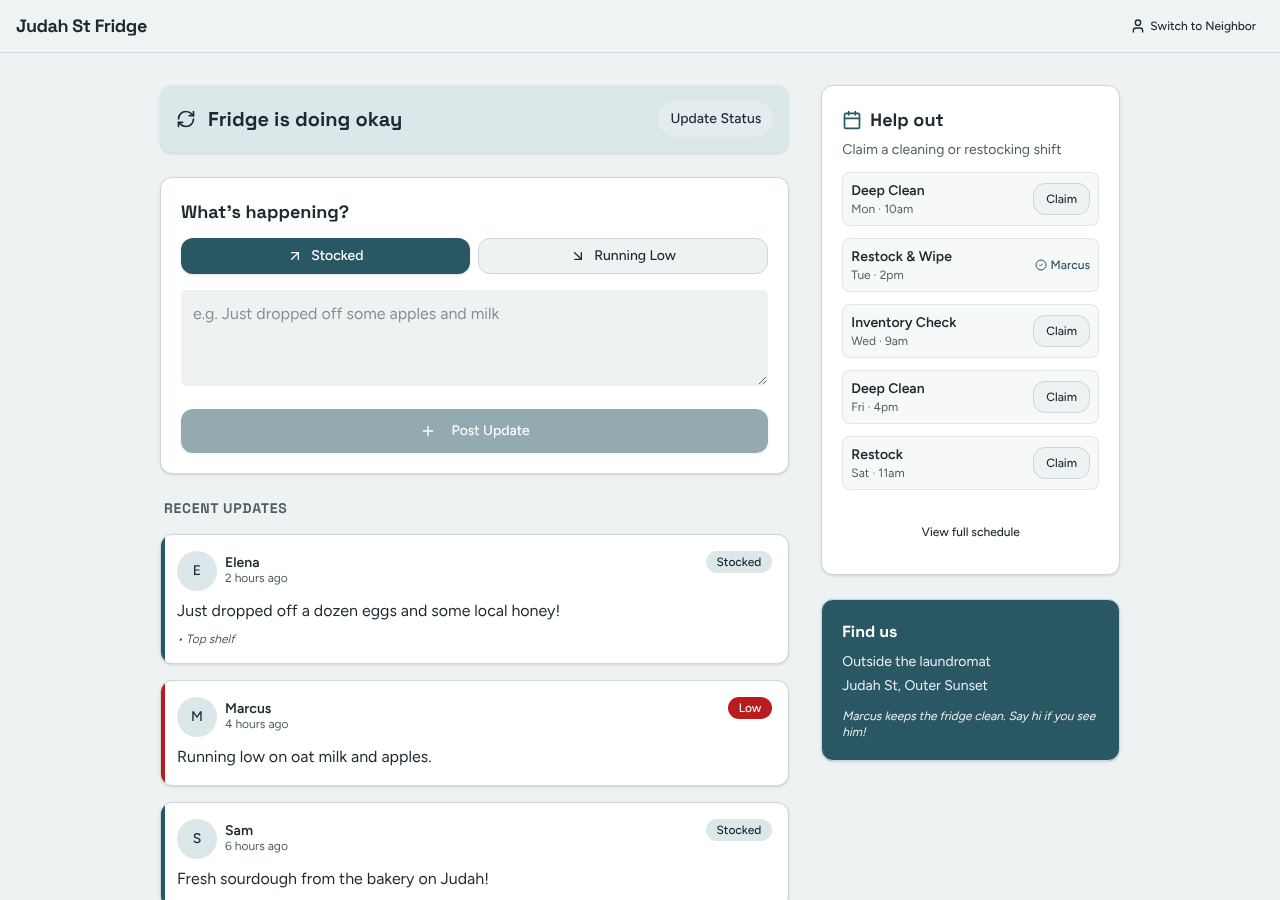 Judah St Fridge
Switch to Neighbor
Fridge is doing okay
Update Status
What's happening?
Stocked
Running Low
e.g. Just dropped off some apples and milk
Post Update
RECENT UPDATES
E
Elena
2 hours ago
Stocked
Just dropped off a dozen eggs and some local honey!
• Top shelf
M
Marcus
4 hours ago
Low
Running low on oat milk and apples.
S
Sam
6 hours ago
Stocked
Fresh sourdough from the bakery on Judah!
Help out
Claim a cleaning or restocking shift
Deep Clean
Mon · 10am
Claim
Restock & Wipe
Tue · 2pm
Marcus
Inventory Check
Wed · 9am
Claim
Deep Clean
Fri · 4pm
Claim
Restock
Sat · 11am
Claim
View full schedule
Find us
Outside the laundromat
Judah St, Outer Sunset
Marcus keeps the fridge clean. Say hi if you see
him!